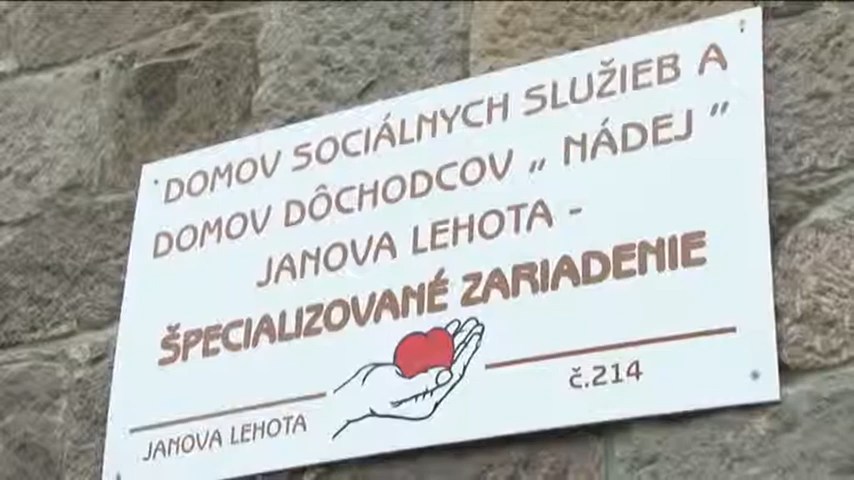 DOMOV SOCIÁLNYCH SLUŽIEB A
DOMOV DÔCHODCOV „ NÁDEJ ”
JANOVA LEHOTA -
ŠPECIALIZOVANÉ ZARIADENIE
JANOVA LEHOTA
č.214